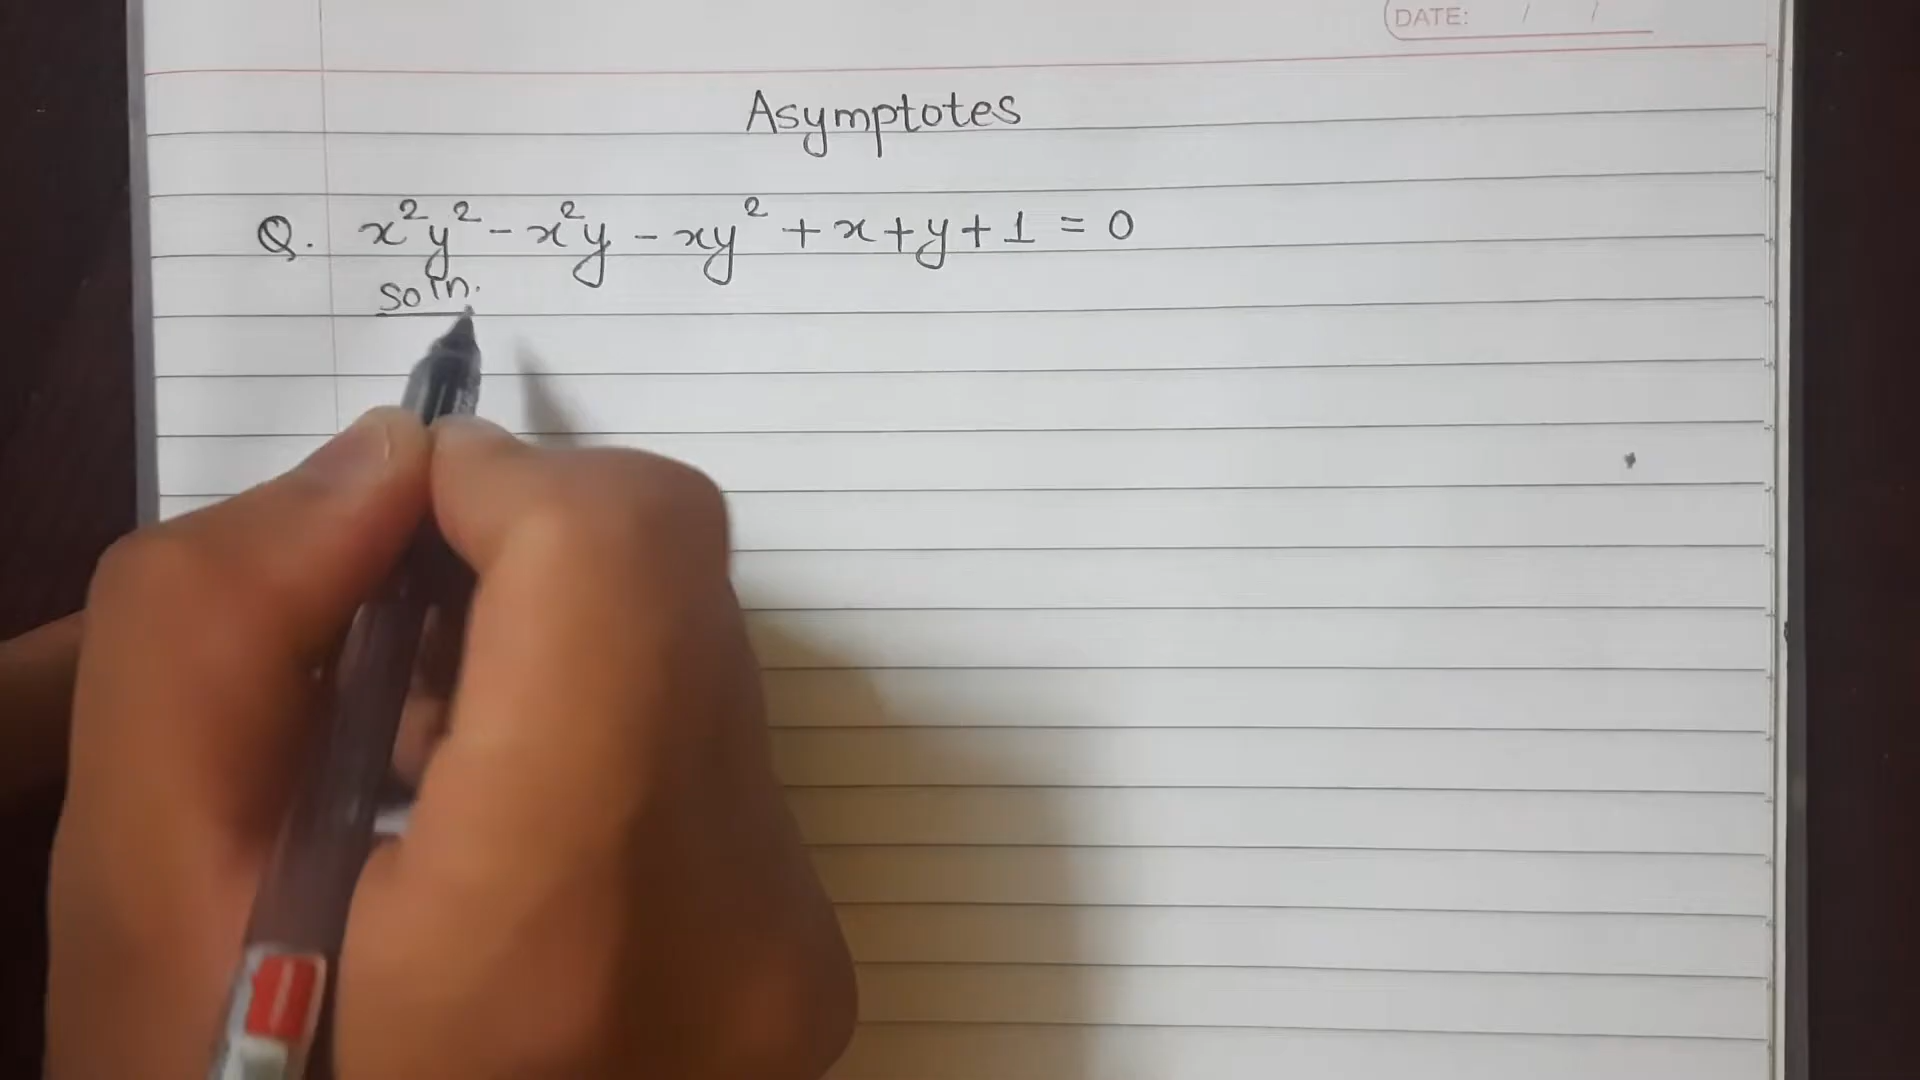 DATE: / /
Asymptotes
Q. x²y² - x²y - xy² + x + y + 1 = 0
Soln.